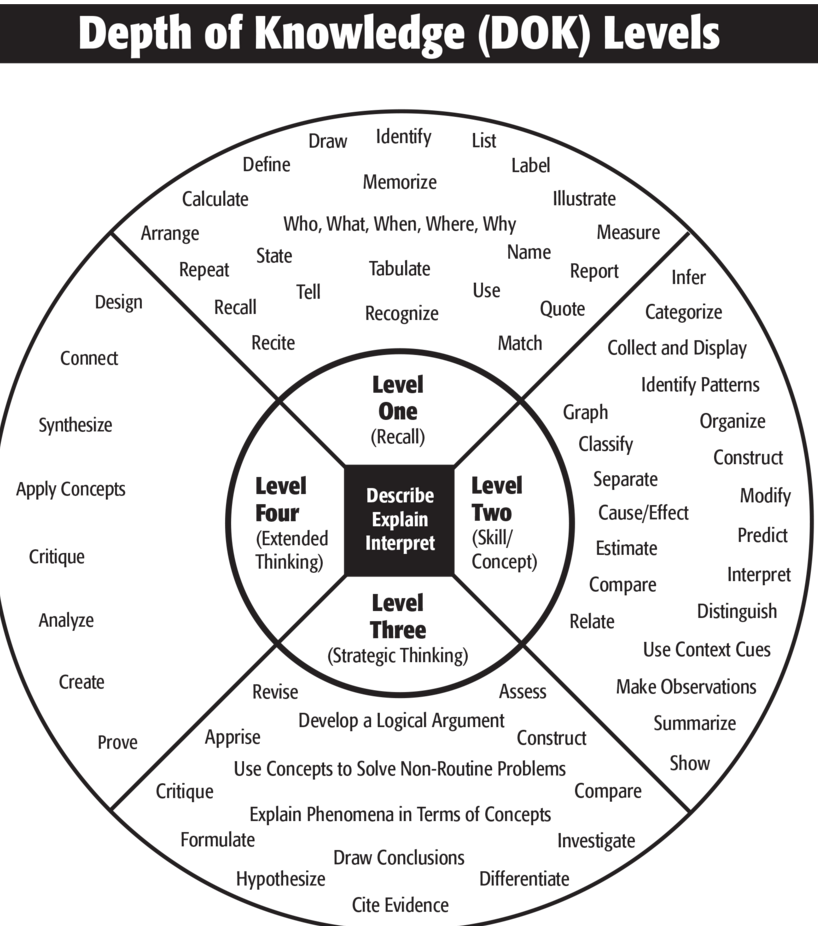 Depth of Knowledge (DOK) Levels
Draw
Identify
List
Define
Label
Memorize
Calculate
Illustrate
Arrange
Who, What, When, Where, Why
Measure
State
Name
Repeat
Tabulate
Report
Tell
Use
Recall
Recognize
Quote
Recite
Match
Level
One
(Recall)
Infer
Categorize
Collect and Display
Identify Patterns
Graph
Organize
Classify
Construct
Separate
Modify
Cause/Effect
Predict
Estimate
Interpret
Compare
Distinguish
Relate
Use Context Cues
Make Observations
Summarize
Show
Level
Two
(Skill/
Concept)
Describe
Explain
Interpret
Level
Three
(Strategic Thinking)
Revise
Assess
Develop a Logical Argument
Apprise
Construct
Use Concepts to Solve Non-Routine Problems
Critique
Compare
Explain Phenomena in Terms of Concepts
Formulate
Investigate
Draw Conclusions
Hypothesize
Differentiate
Cite Evidence
Level
Four
(Extended
Thinking)
Design
Connect
Synthesize
Apply Concepts
Critique
Analyze
Create
Prove